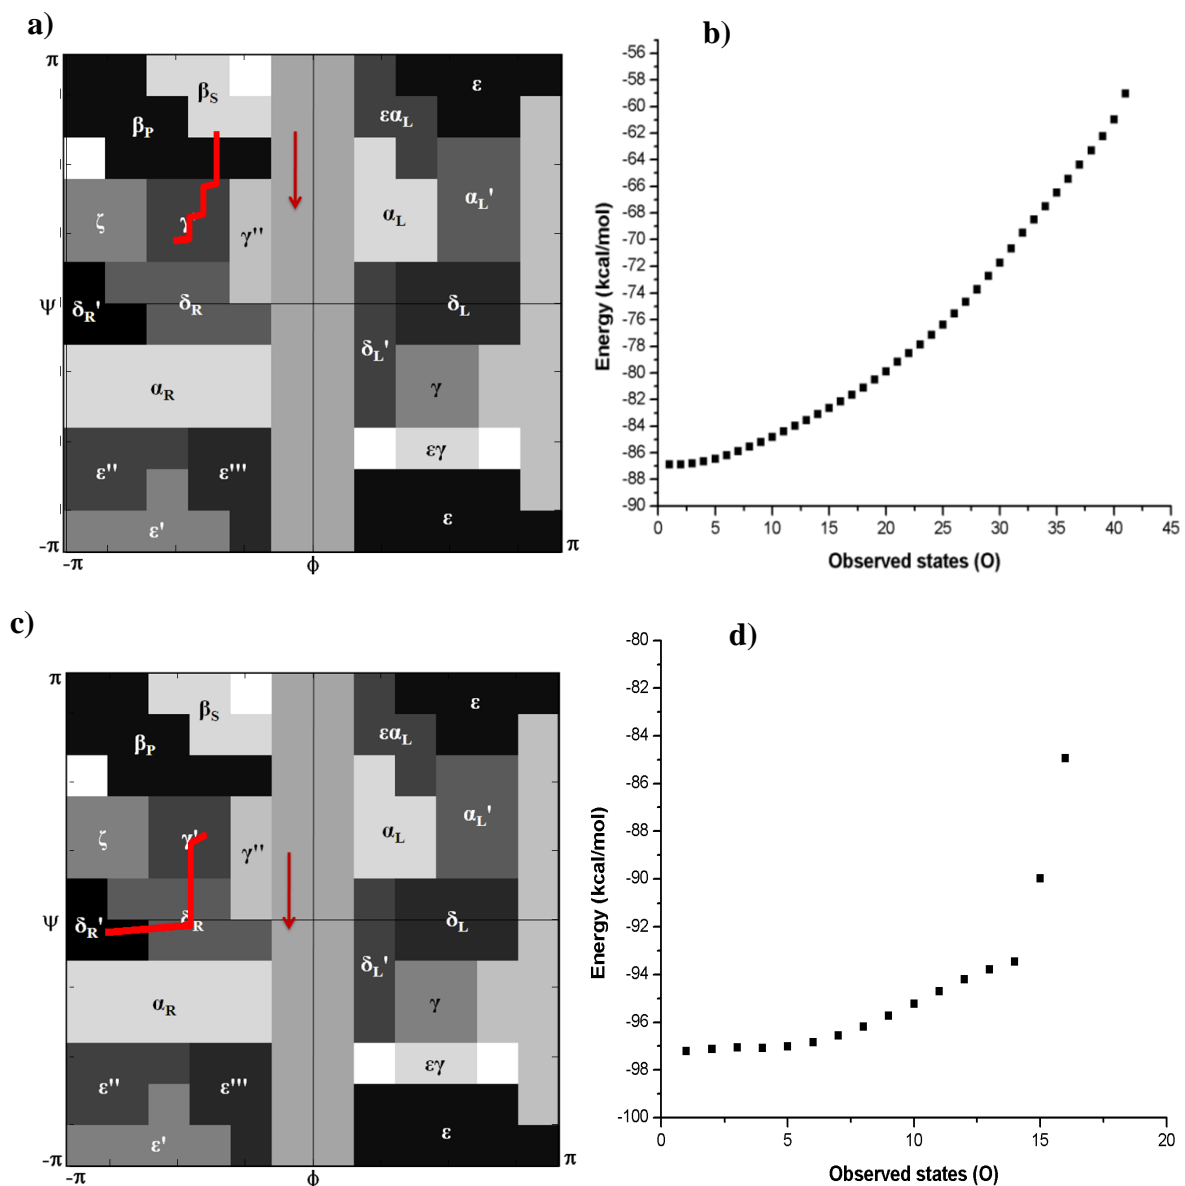 a)
π
βS
ε
βP
εαL
ζ
γ
γ''
αL
αL'
Ψ
δR'
δR
δL
δL'
αR
γ
εγ
ε''
ε'''
ε'
ε
-π
-π
ϕ
π
b)
-56
-58
-60
-62
-64
-66
-68
-70
-72
-74
-76
-78
-80
-82
-84
-86
-88
-90
Energy (kcal/mol)
0 5 10 15 20 25 30 35 40 45
Observed states (O)
c)
π
βS
ε
βP
εαL
ζ
γ'
γ''
αL
αL'
Ψ
δR'
δR
δL
δL'
αR
γ
εγ
ε''
ε'''
ε'
ε
-π
-π
ϕ
π
d)
-80
-82
-84
-86
-88
-90
-92
-94
-96
-98
-100
Energy (kcal/mol)
0 5 10 15 20
Observed states (O)